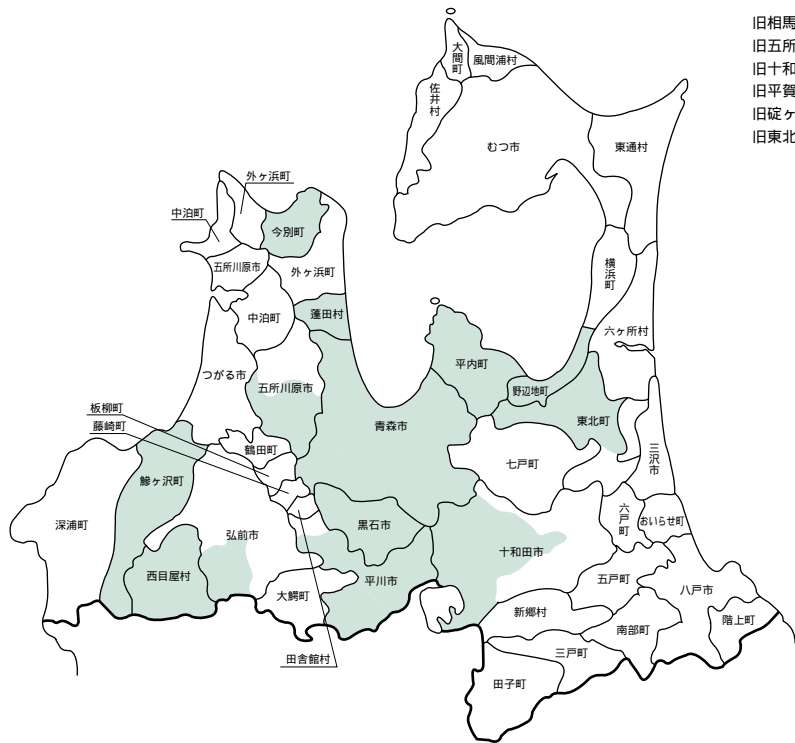 旧相馬
旧五所
旧十和
旧平賀
旧碇ヶ
旧東北
大間町
風間浦村
佐井村
むつ市
東通村
外ヶ浜町
中泊町
今別町
五所川原市
外ヶ浜町
横浜町
中泊町
蓬田村
六ヶ所村
つがる市
平内町
五所川原市
野辺地町
板柳町
青森市
東北町
藤崎町
鶴田町
七戸町
三沢市
鰺ヶ沢町
深浦町
弘前市
黒石市
六戸町
おいらせ町
十和田市
西目屋村
平川市
五戸町
八戸市
大鰐町
新郷村
南部町
階上町
田舎館村
三戸町
田子町